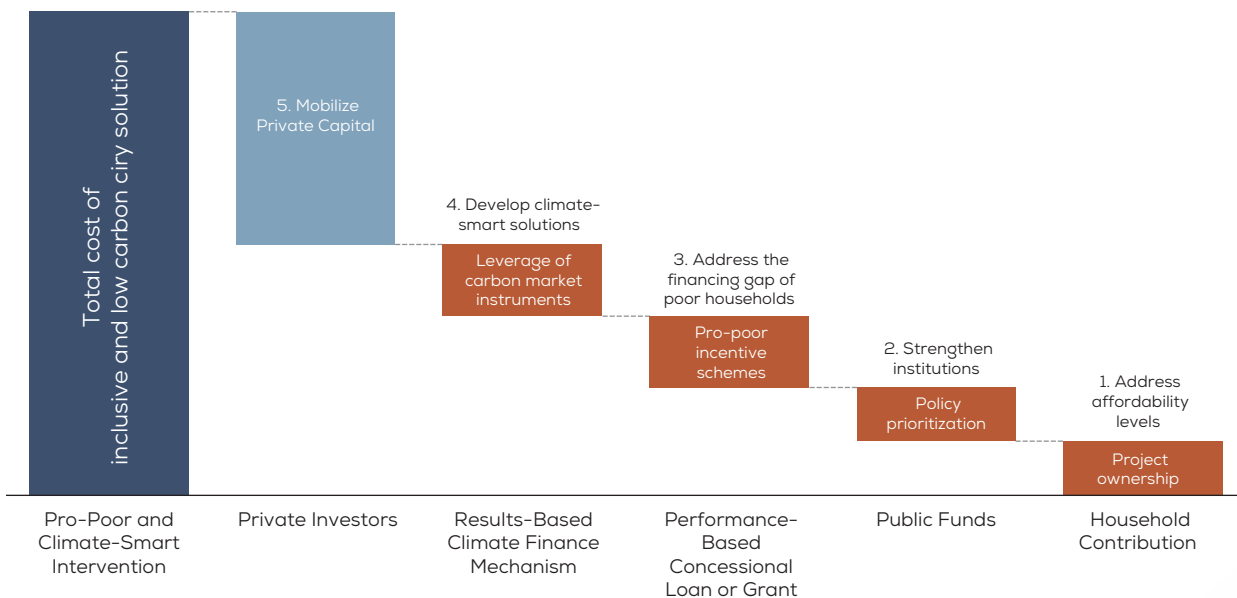 Total cost of
inclusive and low carbon ciry solution
5. Mobilize
Private Capital
4. Develop climate-
smart solutions
Leverage of
carbon market
instruments
3. Address the
financing gap of
poor households
Pro-poor
incentive
schemes
2. Strengthen
institutions
Policy
prioritization
1. Address
affordability
levels
Project
ownership
Pro-Poor and
Climate-Smart
Intervention
Private Investors
Results-Based
Climate Finance
Mechanism
Performance-
Based
Concessional
Loan or Grant
Public Funds
Household
Contribution